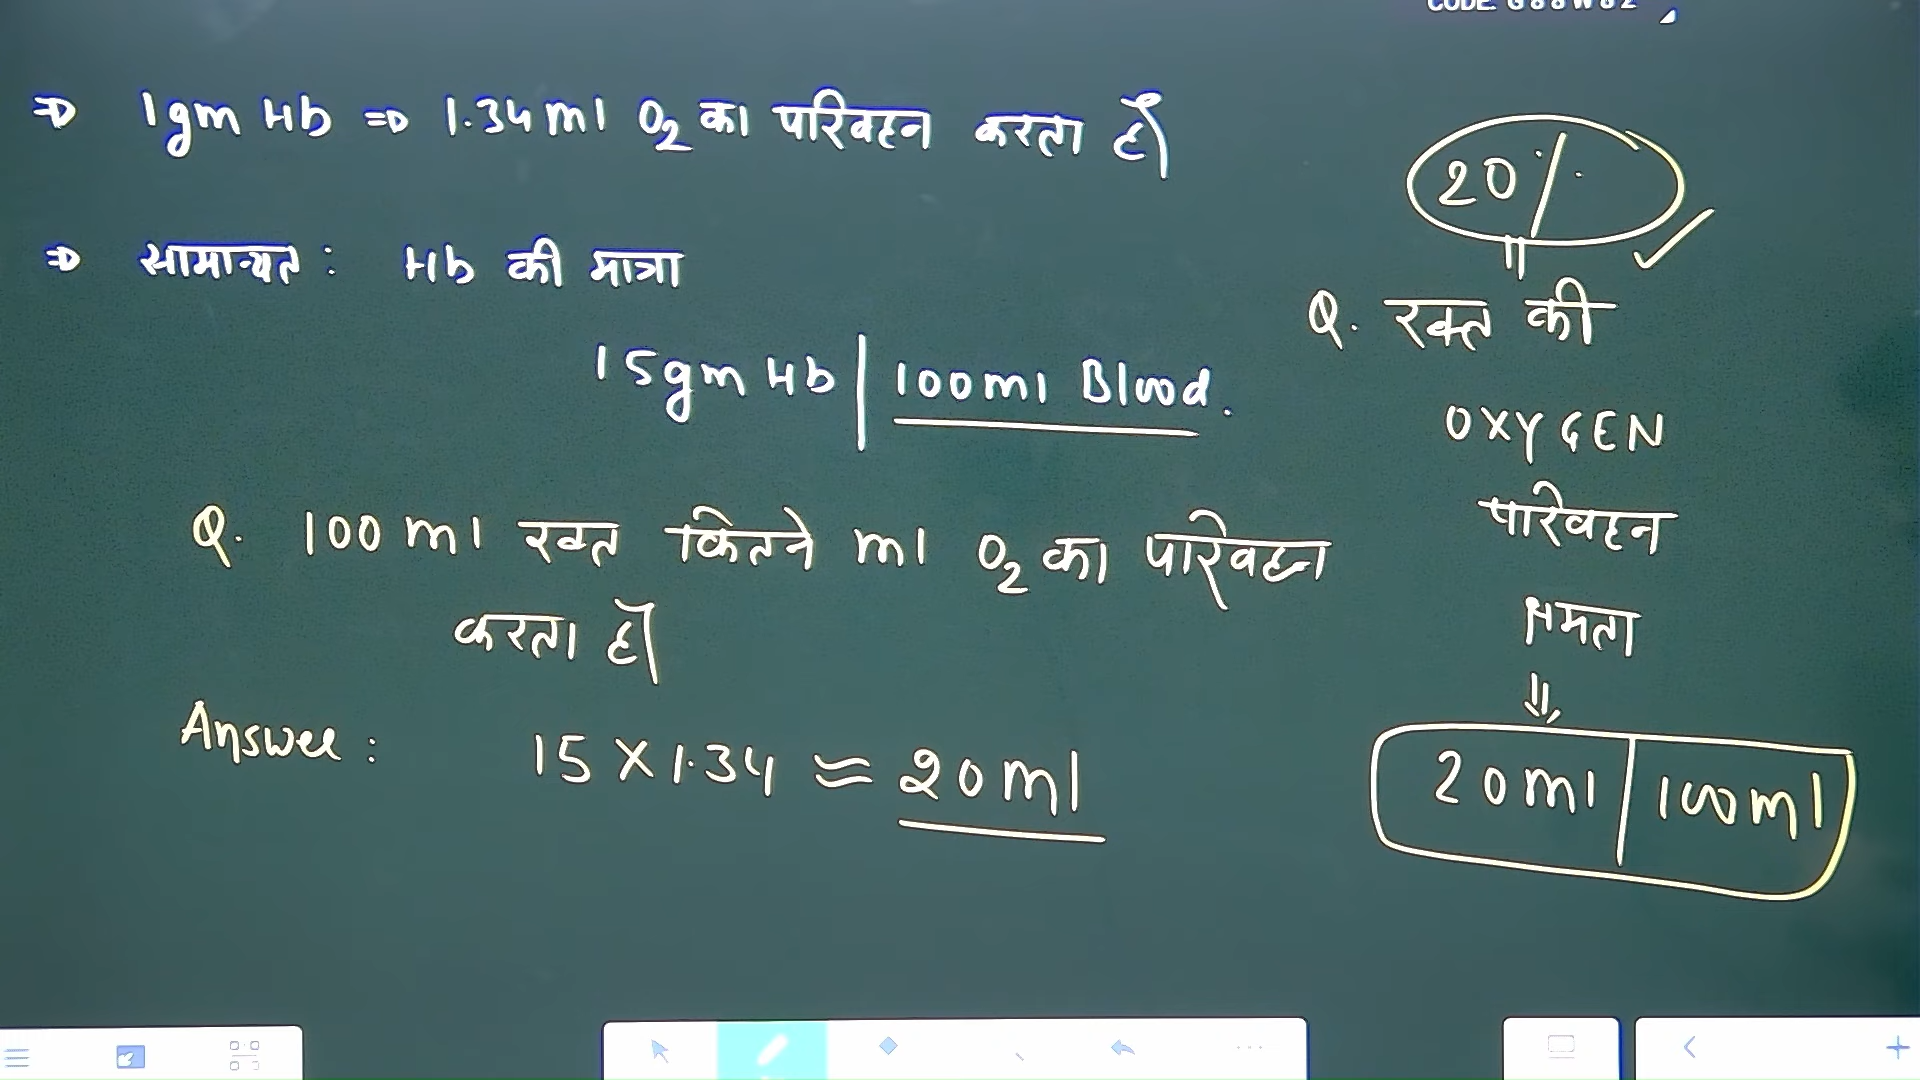 ⇒ 1gm Hb ⇒ 1.34 ml O₂ का परिवहन करता है।
⇒ सामान्यत : Hb की मात्रा
15gm Hb | 100ml Blood.
Q. 100 ml रक्त कितने ml O₂ का परिवहन
करता है।
Answer : 15 X 1.34 ≈ 20 ml
20 %
Q. रक्त की
OXYGEN
परिवहन
क्षमता
⇓
20 ml | 100 ml